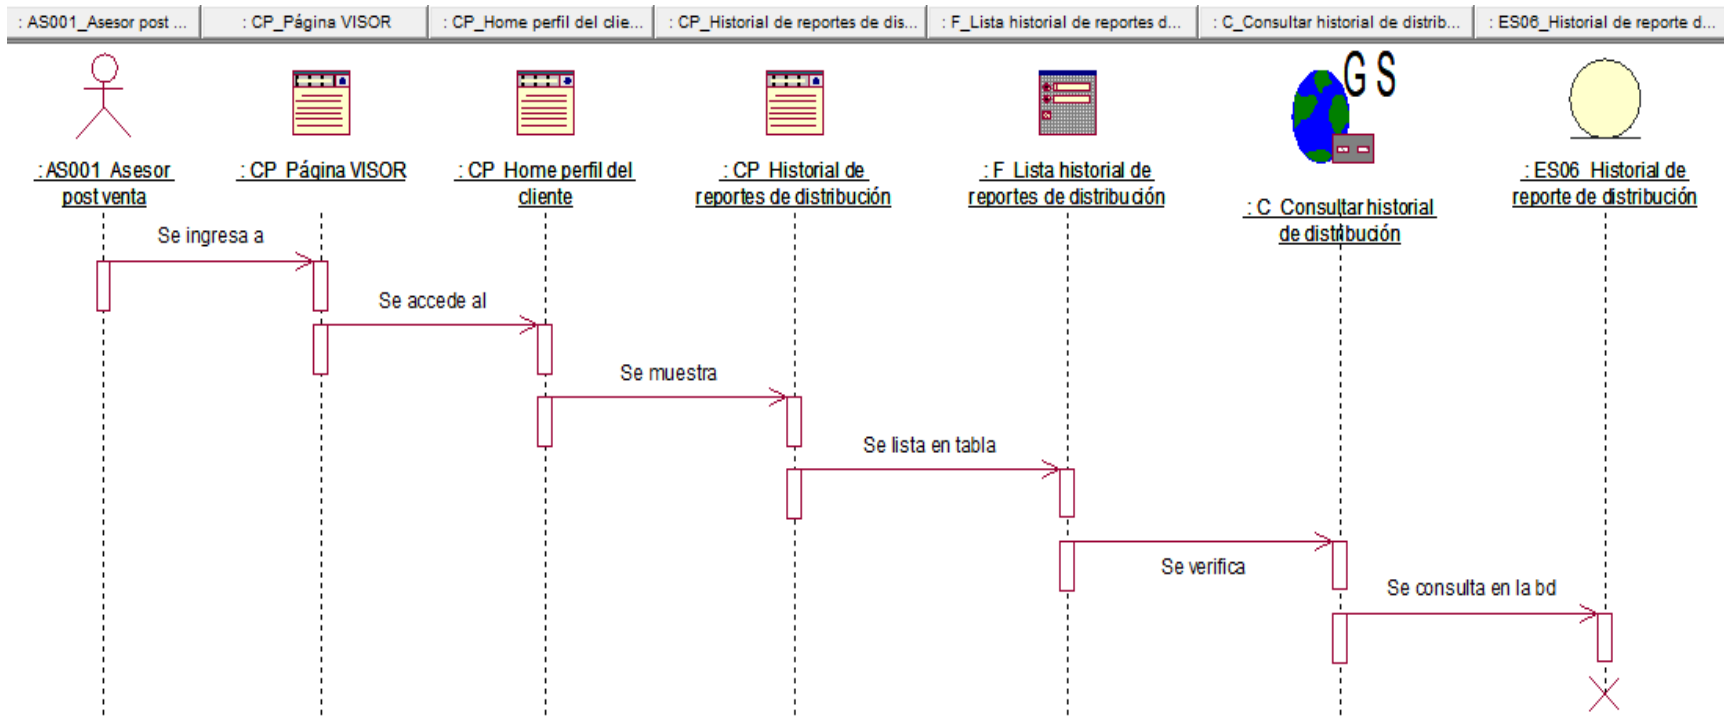 : AS001_Asesor post ...
: CP_Página VISOR
: CP_Home perfil del clie...
: CP_Historial de reportes de dis...
: F_Lista historial de reportes d...
: C_Consultar historial de distrib...
: ES06_Historial de reporte d...
G S
: AS001_Asesor
post venta
: CP_Página VISOR
: CP_Home perfil del
cliente
: CP_Historial de
reportes de distribución
: F_Lista historial de
reportes de distribución
: C_Consultar historial
de distribución
: ES06_Historial de
reporte de distribución
Se ingresa a
Se accede al
Se muestra
Se lista en tabla
Se verifica
Se consulta en la bd